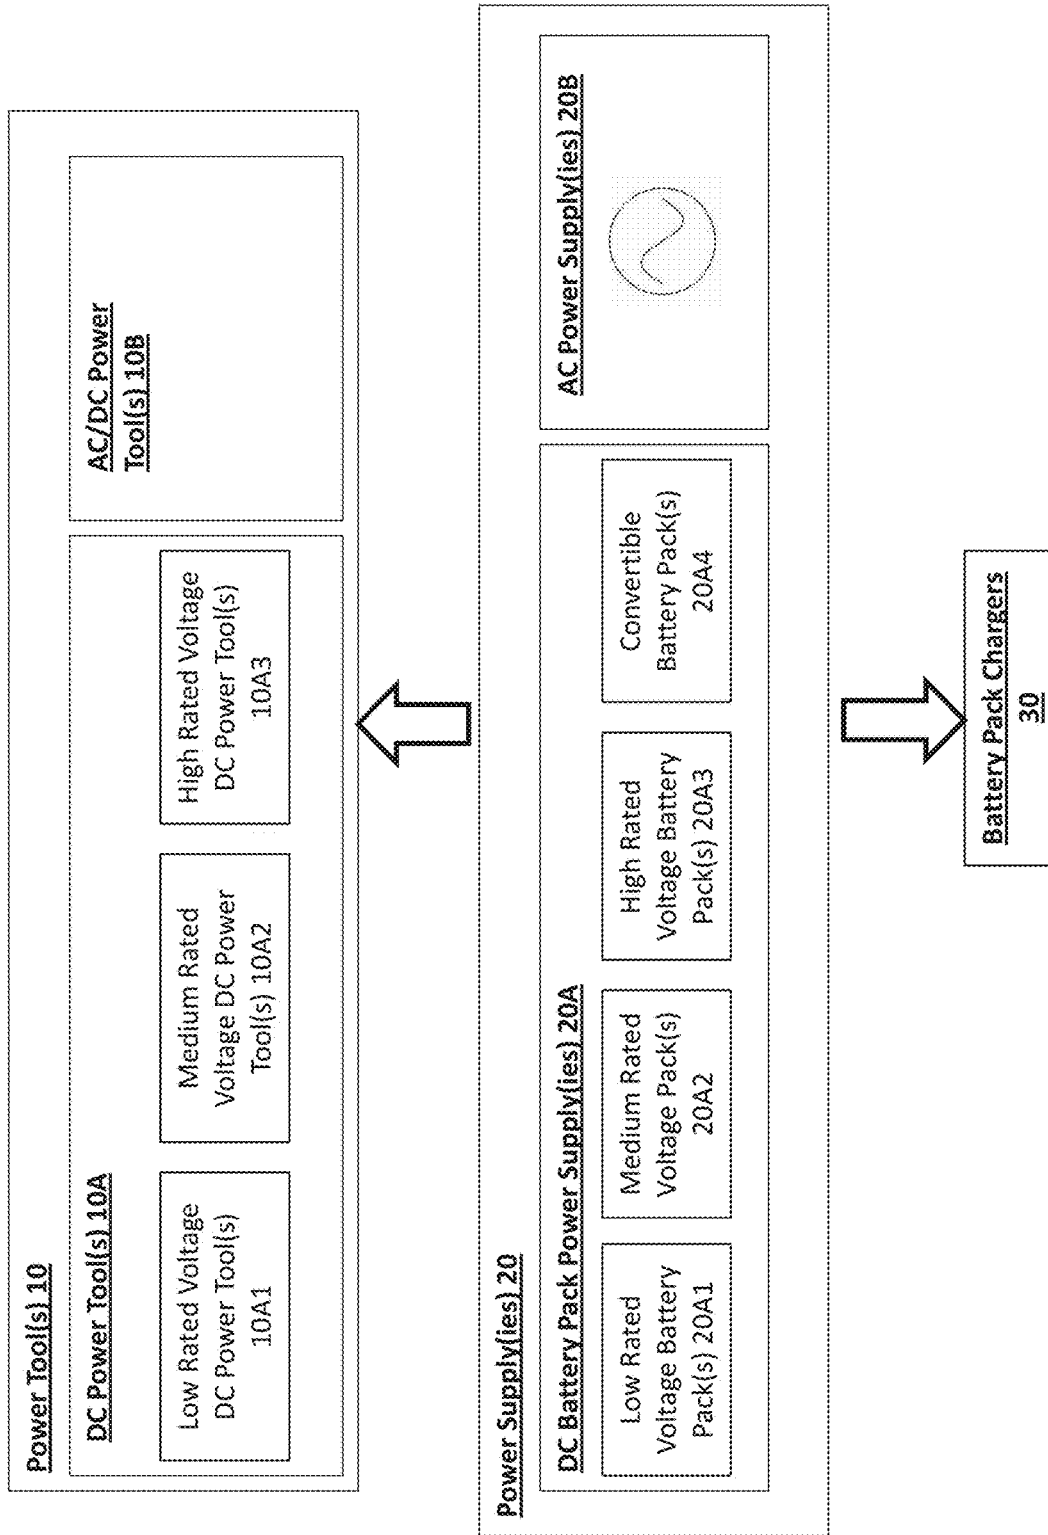 Power Tool(s) 10
DC Power Tool(s) 10A
Low Rated Voltage
DC Power Tool(s)
10A1
Medium Rated
Voltage DC Power
Tool(s) 10A2
High Rated Voltage
DC Power Tool(s)
10A3
AC/DC Power
Tool(s) 10B
Power Supply(ies) 20
DC Battery Pack Power Supply(ies) 20A
Low Rated
Voltage Battery
Pack(s) 20A1
Medium Rated
Voltage Pack(s)
20A2
High Rated
Voltage Battery
Pack(s) 20A3
Convertible
Battery Pack(s)
20A4
AC Power Supply(ies) 20B
Battery Pack Chargers
30